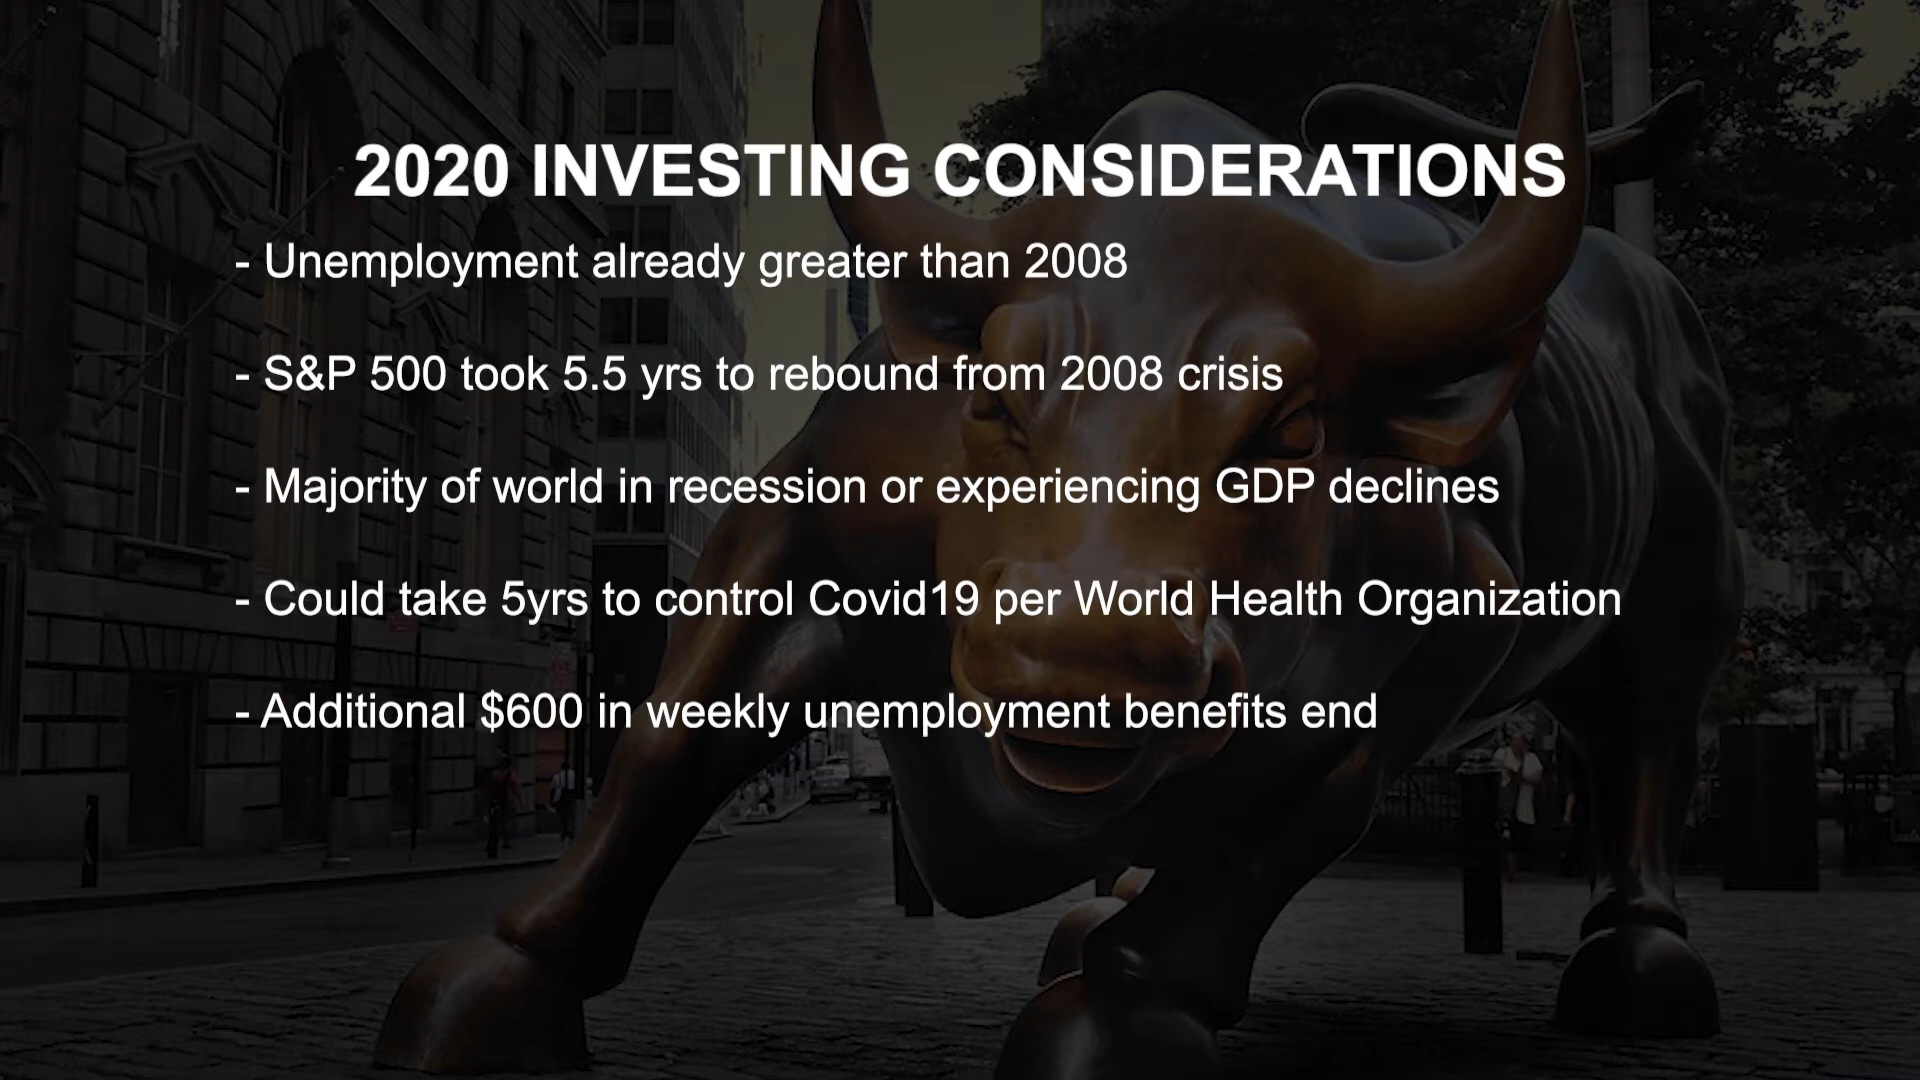 2020 INVESTING CONSIDERATIONS
- Unemployment already greater than 2008
- S&P 500 took 5.5 yrs to rebound from 2008 crisis
- Majority of world in recession or experiencing GDP declines
- Could take 5yrs to control Covid19 per World Health Organization
- Additional $600 in weekly unemployment benefits end